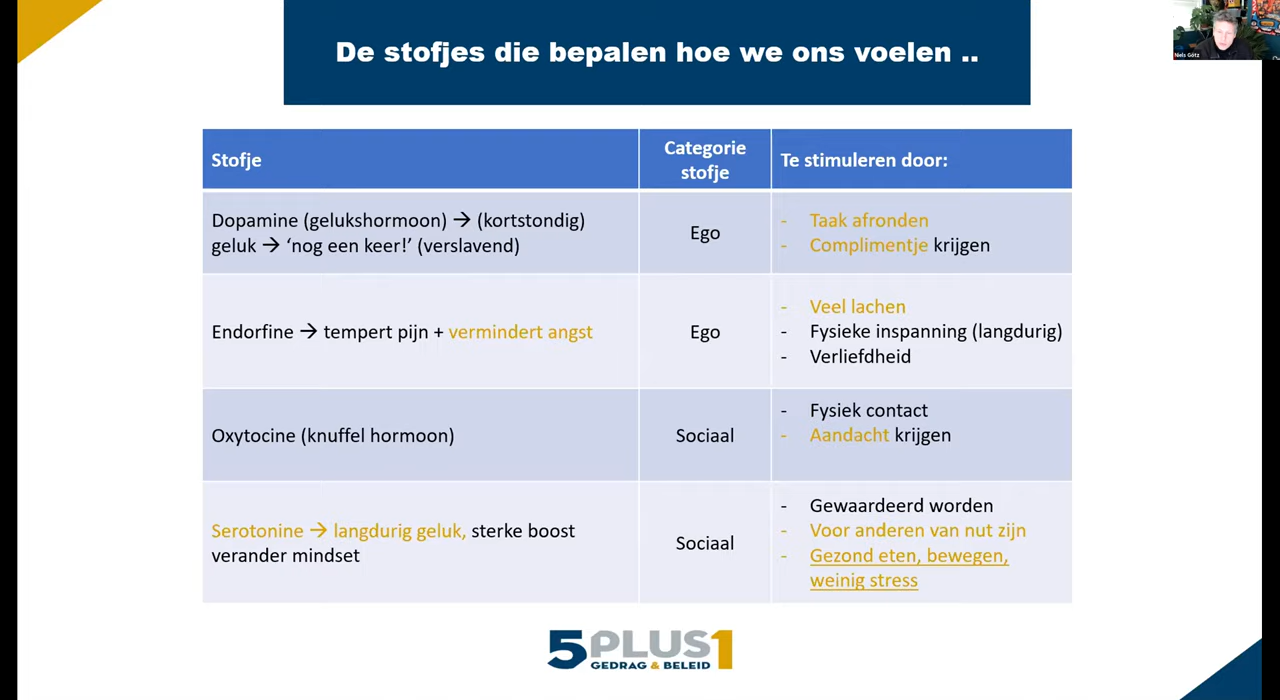 De stofjes die bepalen hoe we ons voelen ..
Niels Götz
Stofje
Categorie
stofje
Te stimuleren door:
Dopamine (gelukshormoon) → (kortstondig)
geluk → ‘nog een keer!’ (verslavend)
Ego
- Taak afronden
- Complimentje krijgen
Endorfine → tempert pijn + vermindert angst
Ego
- Veel lachen
- Fysieke inspanning (langdurig)
- Verliefdheid
Oxytocine (knuffel hormoon)
Sociaal
- Fysiek contact
- Aandacht krijgen
Serotonine → langdurig geluk, sterke boost
verander mindset
Sociaal
- Gewaardeerd worden
- Voor anderen van nut zijn
- Gezond eten, bewegen,
weinig stress
5PLUS1
GEDRAG & BELEID